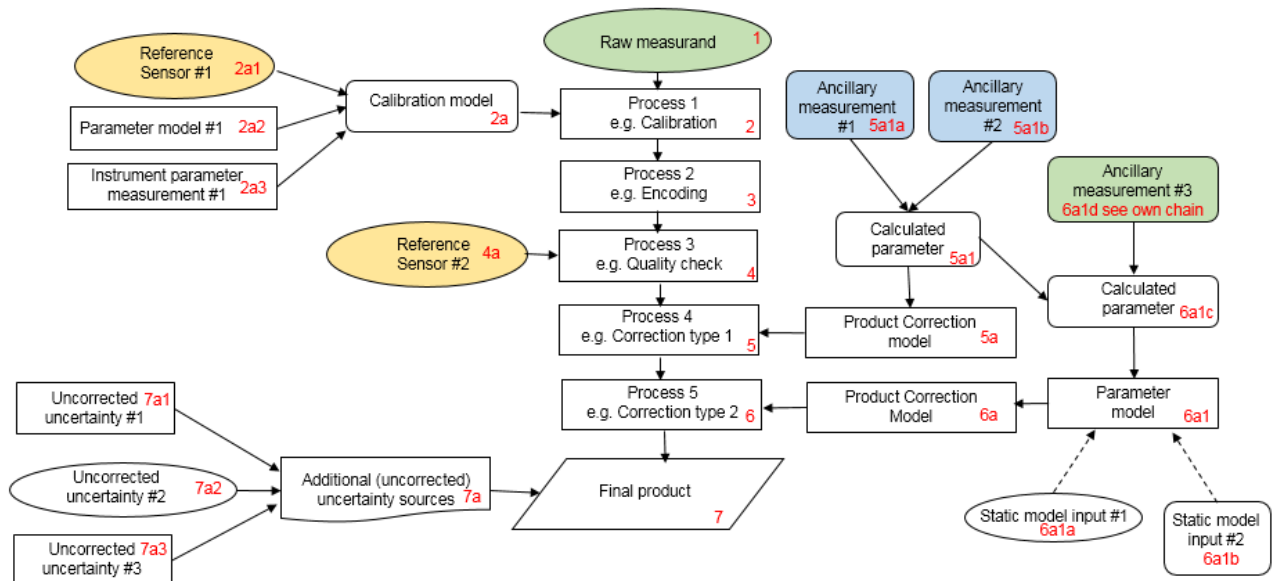 Raw measurand 1
Reference
Sensor #1 2a1
Parameter model #1 2a2
Instrument parameter
measurement #1 2a3
Calibration model
2a
Process 1
e.g. Calibration 2
Process 2
e.g. Encoding 3
Reference
Sensor #2 4a
Process 3
e.g. Quality check 4
Process 4
e.g. Correction type 1 5
Process 5
e.g. Correction type 2 6
Ancillary
measurement
#1 5a1a
Ancillary
measurement
#2 5a1b
Ancillary
measurement #3
6a1d see own chain
Calculated
parameter 5a1
Calculated
parameter 6a1c
Product Correction
model 5a
Product Correction
Model 6a
Parameter
model 6a1
Static model input #1
6a1a
Static model
input #2
6a1b
Uncorrected 7a1
uncertainty #1
Uncorrected
uncertainty #2 7a2
Uncorrected 7a3
uncertainty #3
Additional (uncorrected)
uncertainty sources 7a
Final product
7